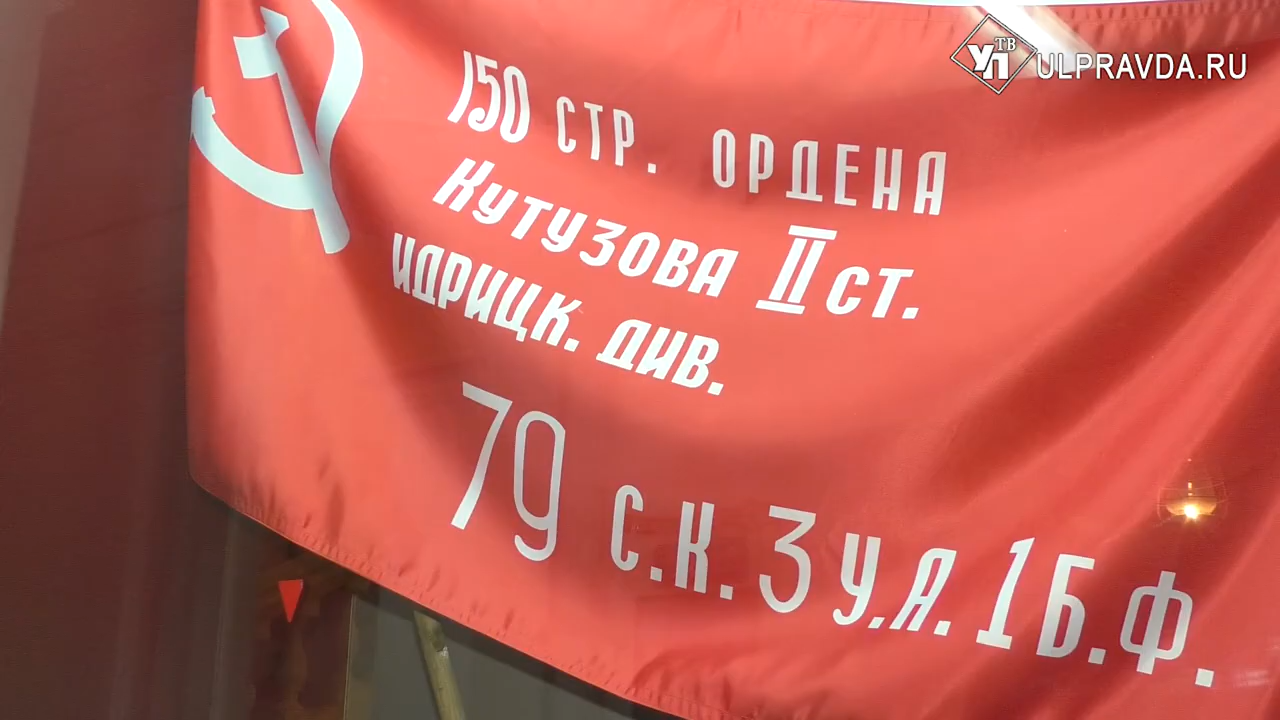 УП ТВ ULPRAVDA.RU
150 СТР. ОРДЕНА
Кутузова II ст.
ИДРИЦК. ДИВ.
79 С.К. 3 У.А. 1 Б.Ф.